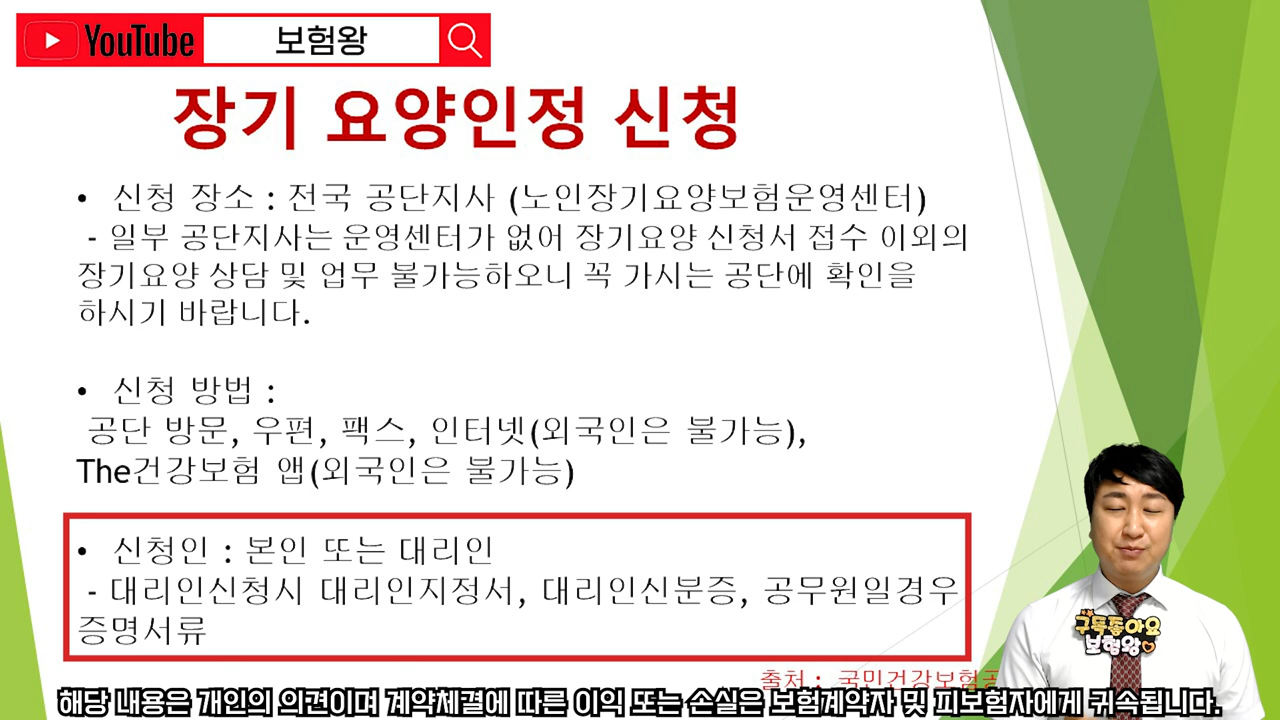 YouTube 보험왕
장기 요양인정 신청
• 신청 장소 : 전국 공단지사 (노인장기요양보험운영센터)
- 일부 공단지사는 운영센터가 없어 장기요양 신청서 접수 이외의
장기요양 상담 및 업무 불가능하오니 꼭 가시는 공단에 확인을
하시기 바랍니다.
• 신청 방법 :
공단 방문, 우편, 팩스, 인터넷(외국인은 불가능),
The건강보험 앱(외국인은 불가능)
• 신청인 : 본인 또는 대리인
- 대리인신청시 대리인지정서, 대리인신분증, 공무원일경우
증명서류
구독좋아요
보험왕
출처 : 국민건강보험공
해당 내용은 개인의 의견이며 계약체결에 따른 이익 또는 손실은 보험계약자 및 피보험자에게 귀속됩니다.